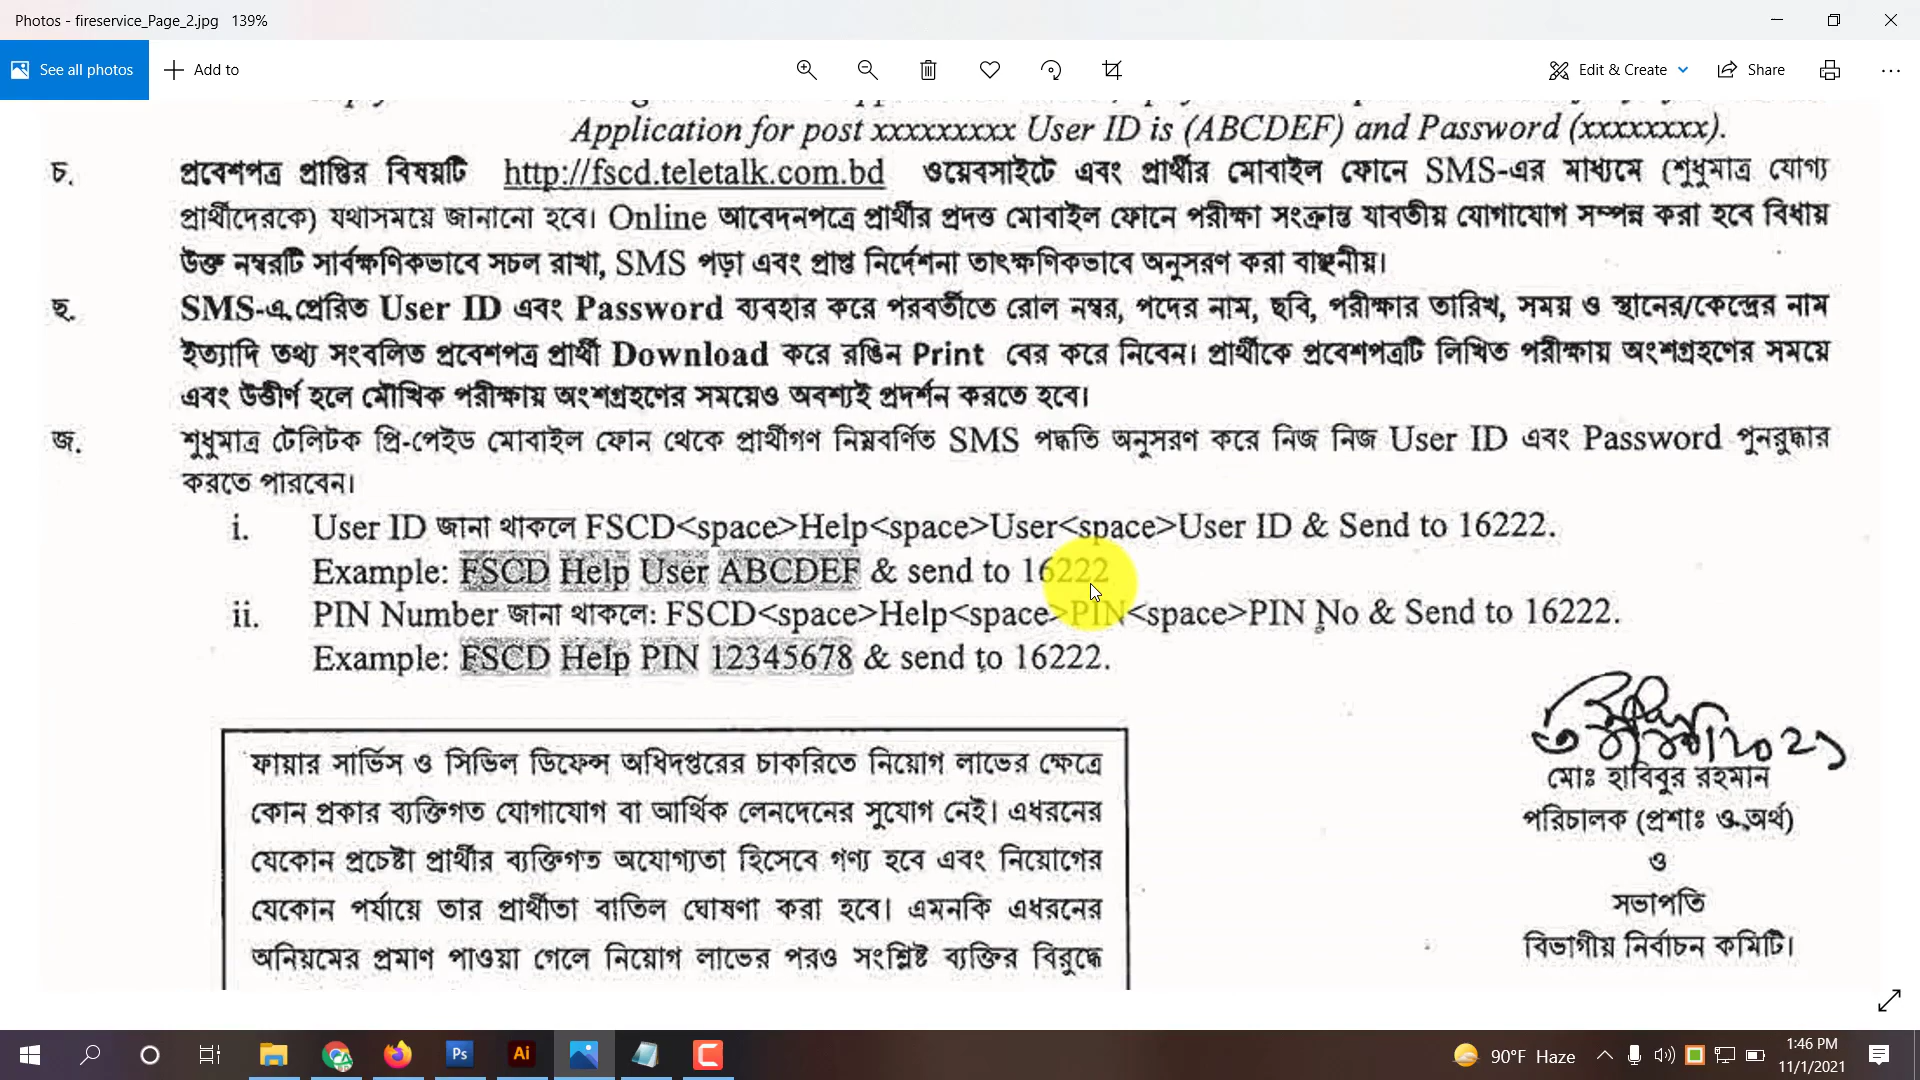 Photos - fireservice_Page_2.jpg 139%
See all photos
Add to
Edit & Create
Share
Application for post xxxxxxxxx User ID is (ABCDEF) and Password (xxxxxxxx).
চ. প্রবেশপত্র প্রাপ্তির বিষয়টি http://fscd.teletalk.com.bd ওয়েবসাইটে এবং প্রার্থীর মোবাইল ফোনে SMS-এর মাধ্যমে (শুধুমাত্র যোগ্য
প্রার্থীদেরকে) যথাসময়ে জানানো হবে। Online আবেদনপত্রে প্রার্থীর প্রদত্ত মোবাইল ফোনে পরীক্ষা সংক্রান্ত যাবতীয় যোগাযোগ সম্পন্ন করা হবে বিধায়
উক্ত নম্বরটি সার্বক্ষণিকভাবে সচল রাখা, SMS পড়া এবং প্রাপ্ত নির্দেশনা তাৎক্ষণিকভাবে অনুসরণ করা বাঞ্ছনীয়।
ছ. SMS-এ প্রেরিত User ID এবং Password ব্যবহার করে পরবর্তীতে রোল নম্বর, পদের নাম, ছবি, পরীক্ষার তারিখ, সময় ও স্থানের/কেন্দ্রের নাম
ইত্যাদি তথ্য সংবলিত প্রবেশপত্র প্রার্থী Download করে রঙিন Print বের করে নিবেন। প্রার্থীকে প্রবেশপত্রটি লিখিত পরীক্ষায় অংশগ্রহণের সময়ে
এবং উত্তীর্ণ হলে মৌখিক পরীক্ষায় অংশগ্রহণের সময়েও অবশ্যই প্রদর্শন করতে হবে।
জ. শুধুমাত্র টেলিটক প্রি-পেইড মোবাইল ফোন থেকে প্রার্থীগণ নিম্নবর্ণিত SMS পদ্ধতি অনুসরণ করে নিজ নিজ User ID এবং Password পুনরুদ্ধার
করতে পারবেন।
i. User ID জানা থাকলে FSCD<space>Help<space>User<space>User ID & Send to 16222.
Example: FSCD Help User ABCDEF & send to 16222
ii. PIN Number জানা থাকলে: FSCD<space>Help<space>PIN<space>PIN No & Send to 16222.
Example: FSCD Help PIN 12345678 & send to 16222.
ফায়ার সার্ভিস ও সিভিল ডিফেন্স অধিদপ্তরের চাকরিতে নিয়োগ লাভের ক্ষেত্রে
কোন প্রকার ব্যক্তিগত যোগাযোগ বা আর্থিক লেনদেনের সুযোগ নেই। এধরনের
যেকোন প্রচেষ্টা প্রার্থীর ব্যক্তিগত অযোগ্যতা হিসেবে গণ্য হবে এবং নিয়োগের
যেকোন পর্যায়ে তার প্রার্থীতা বাতিল ঘোষণা করা হবে। এমনকি এধরনের
অনিয়মের প্রমাণ পাওয়া গেলে নিয়োগ লাভের পরও সংশ্লিষ্ট ব্যক্তির বিরুদ্ধে
মোঃ হাবিবুর রহমান
পরিচালক (প্রশাঃ ও অর্থ)
ও
সভাপতি
বিভাগীয় নির্বাচন কমিটি।
Ps
Ai
90°F Haze
1:46 PM
11/1/2021